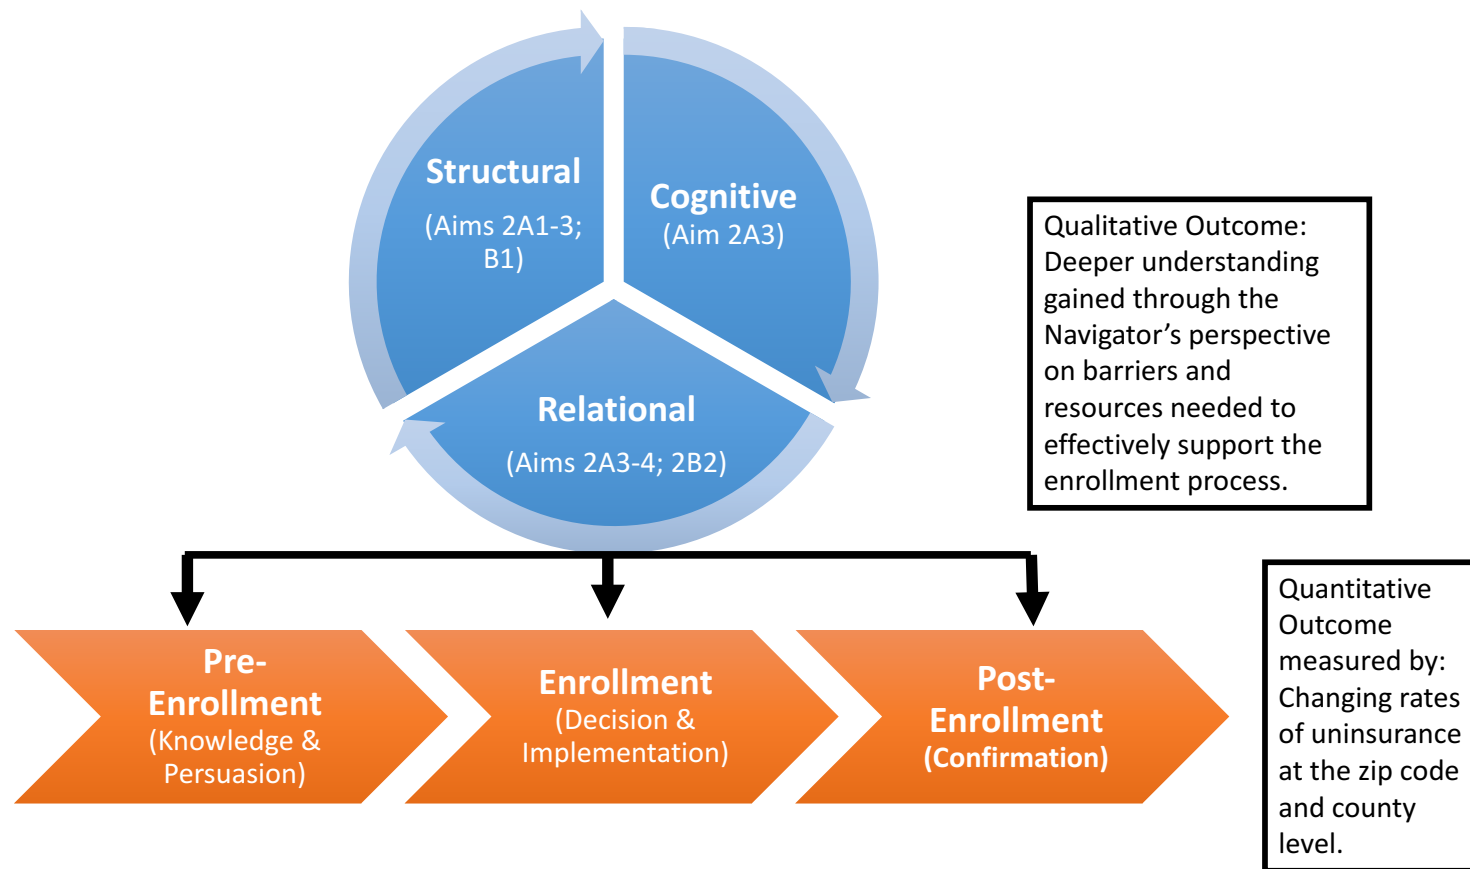 Structural
(Aims 2A1-3;
B1)
Cognitive
(Aim 2A3)
Relational
(Aims 2A3-4; 2B2)
Qualitative Outcome:
Deeper understanding
gained through the
Navigator’s perspective
on barriers and
resources needed to
effectively support the
enrollment process.
Pre-
Enrollment
(Knowledge &
Persuasion)
Enrollment
(Decision &
Implementation)
Post-
Enrollment
(Confirmation)
Quantitative
Outcome
measured by:
Changing rates
of uninsurance
at the zip code
and county
level.